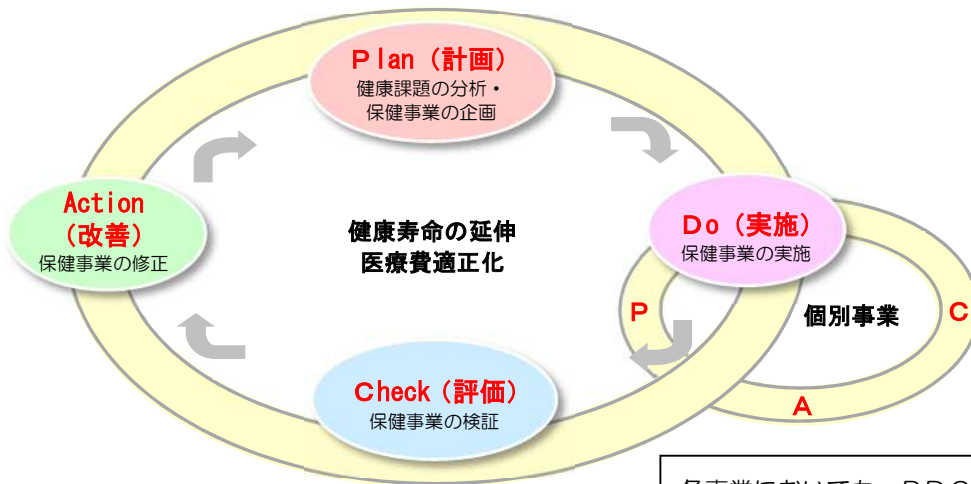 Ｐlan（計画）
健康課題の分析・
保健事業の企画
Action
（改善）
保健事業の修正
健康寿命の延伸
医療費適正化
Ｄo（実施）
保健事業の実施
Ｐ
個別事業
Ｃ
Ａ
Ｃheck（評価）
保健事業の検証